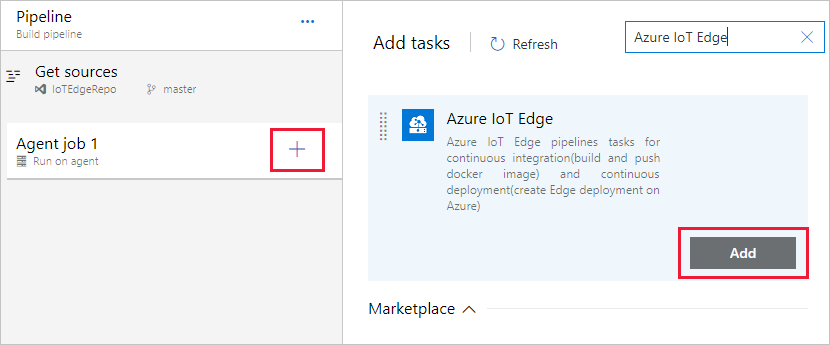 Pipeline
Build pipeline
Get sources
IoTEdgeRepo
master
Agent job 1
Run on agent
Add tasks
Refresh
Azure IoT Edge
Azure IoT Edge
Azure IoT Edge pipelines tasks for
continuous integration(build and push
docker image) and continuous
deployment(create Edge deployment on
Azure)
Add
Marketplace